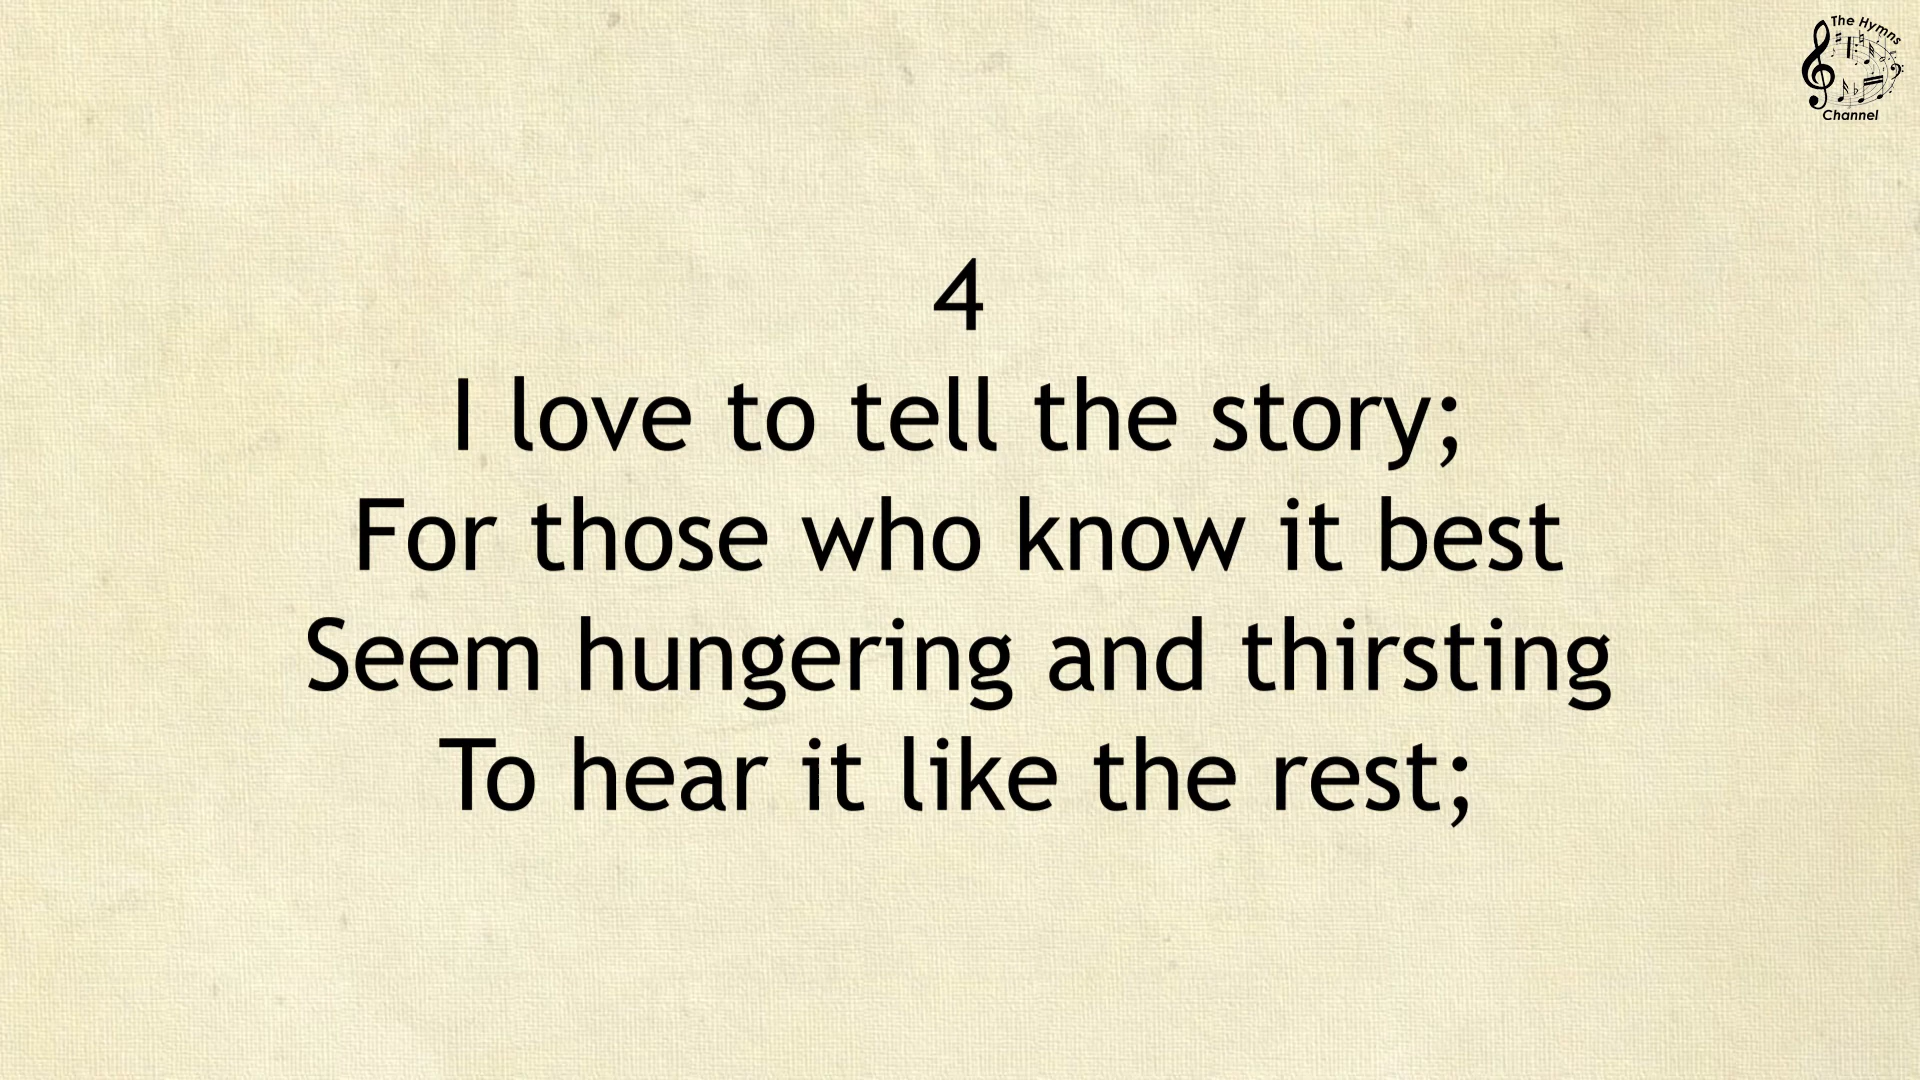 The Hymns
Channel
4
I love to tell the story;
For those who know it best
Seem hungering and thirsting
To hear it like the rest;